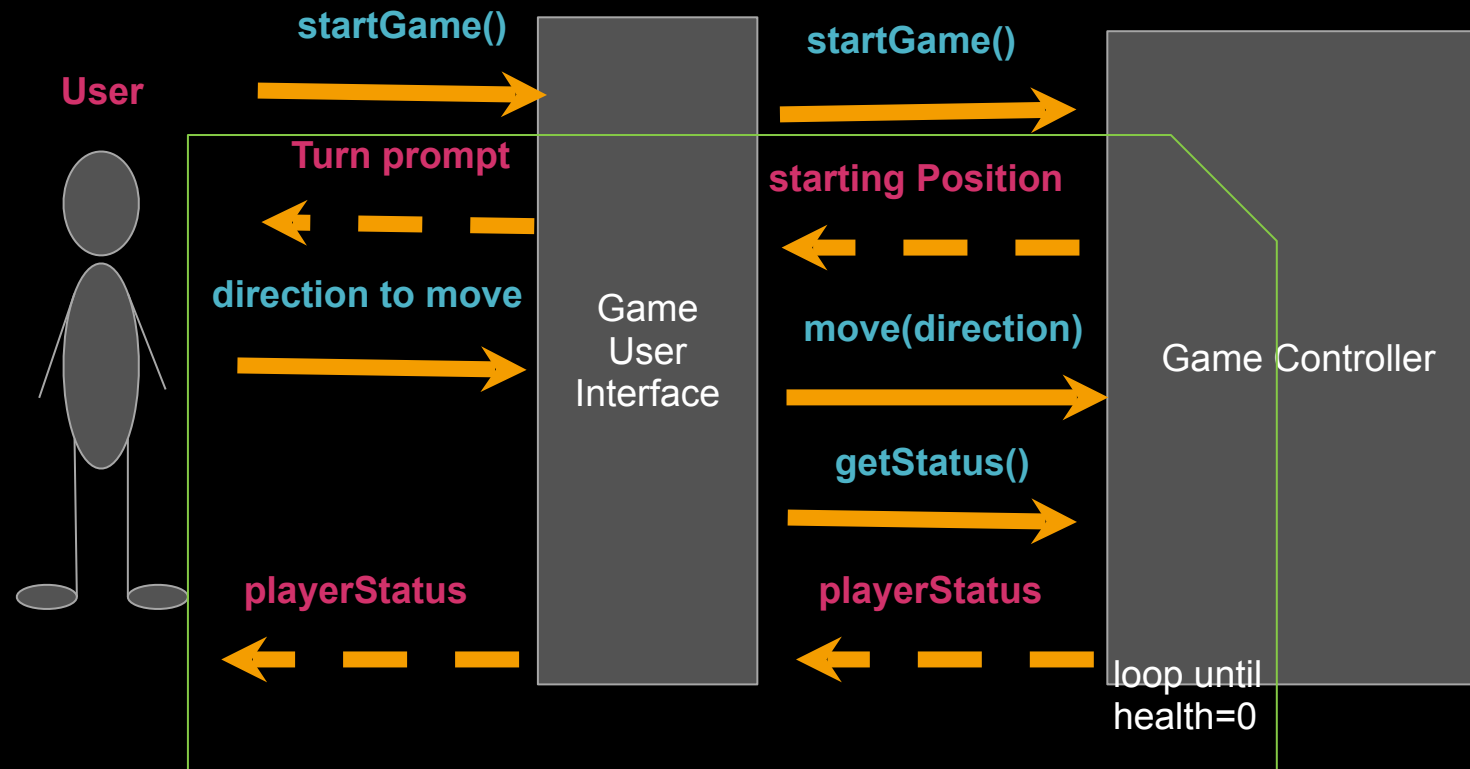 startGame()
startGame()
User
Turn prompt
starting Position
direction to move
Game
User
Interface
move(direction)
Game Controller
getStatus()
playerStatus
playerStatus
loop until
health=0